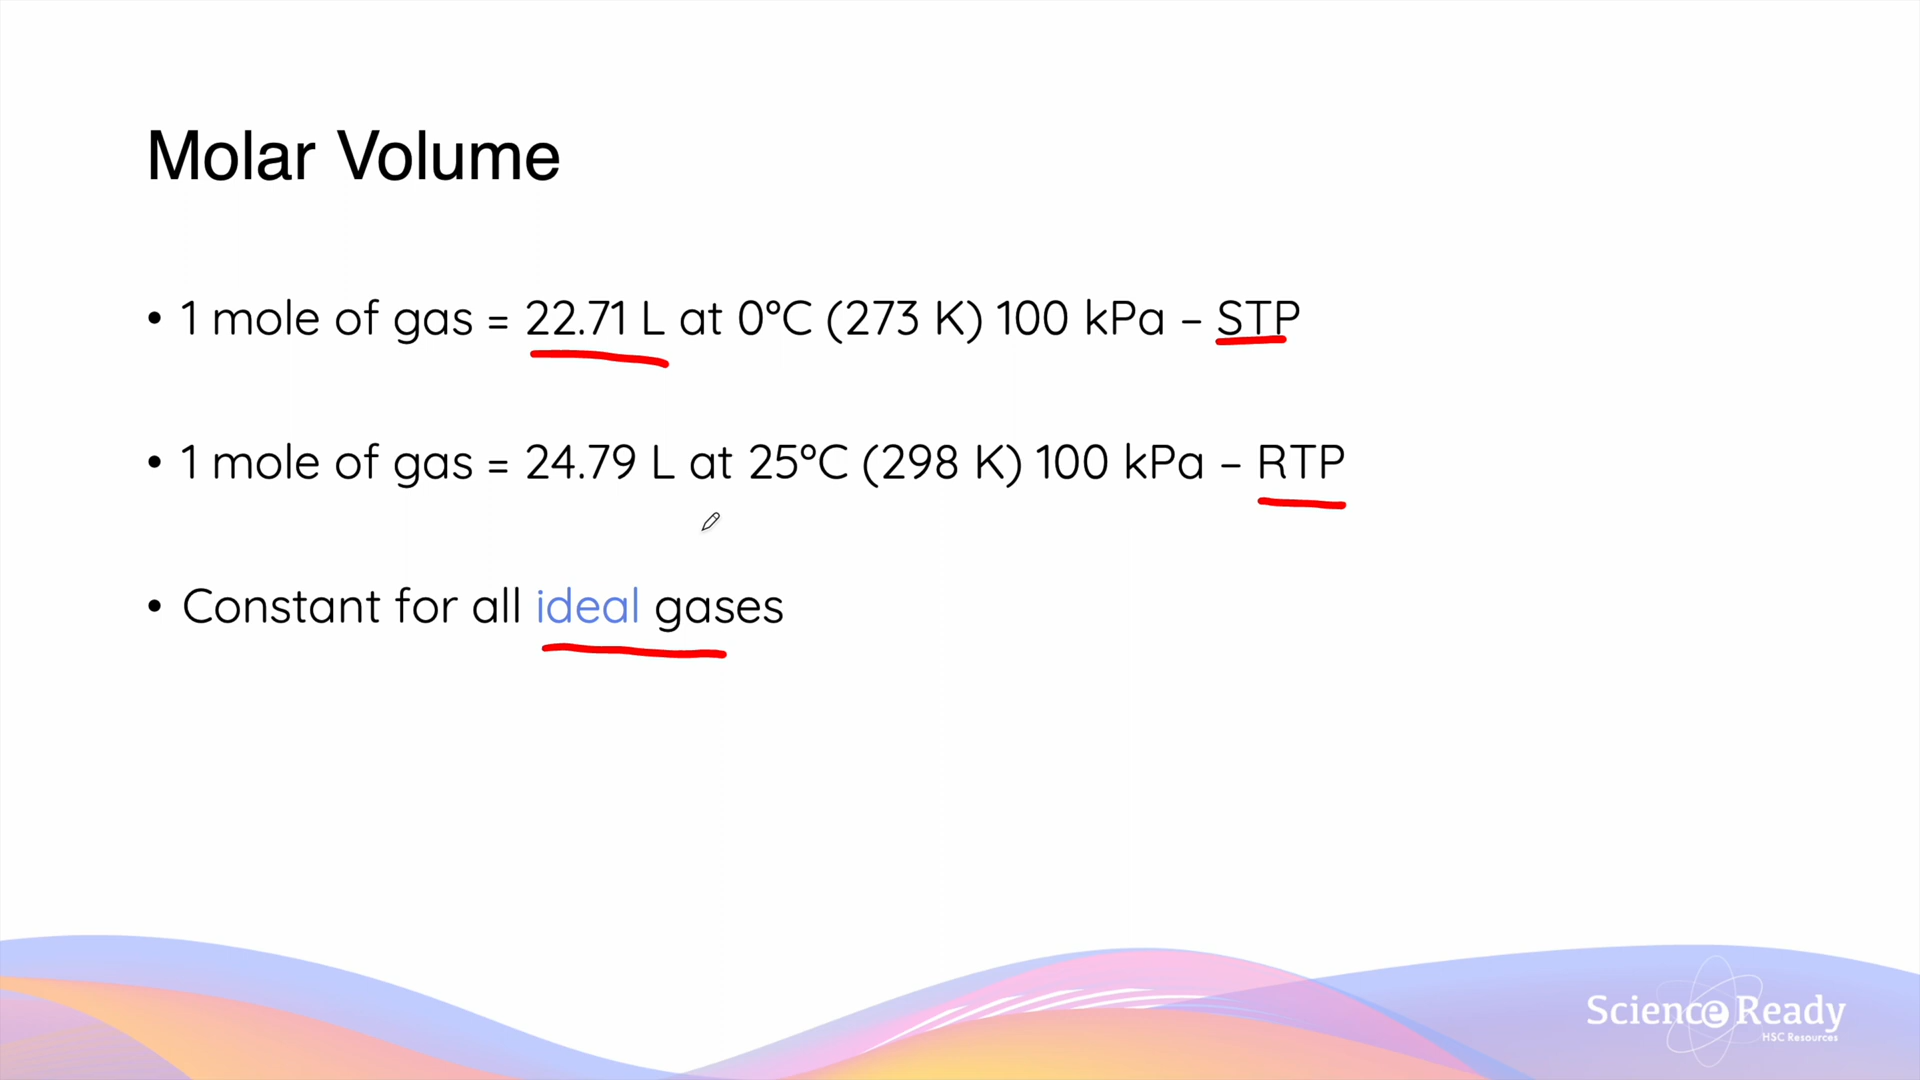 Molar Volume
• 1 mole of gas = 22.71 L at 0°C (273 K) 100 kPa – STP
• 1 mole of gas = 24.79 L at 25°C (298 K) 100 kPa – RTP
• Constant for all ideal gases
Science Ready
HSC Resources